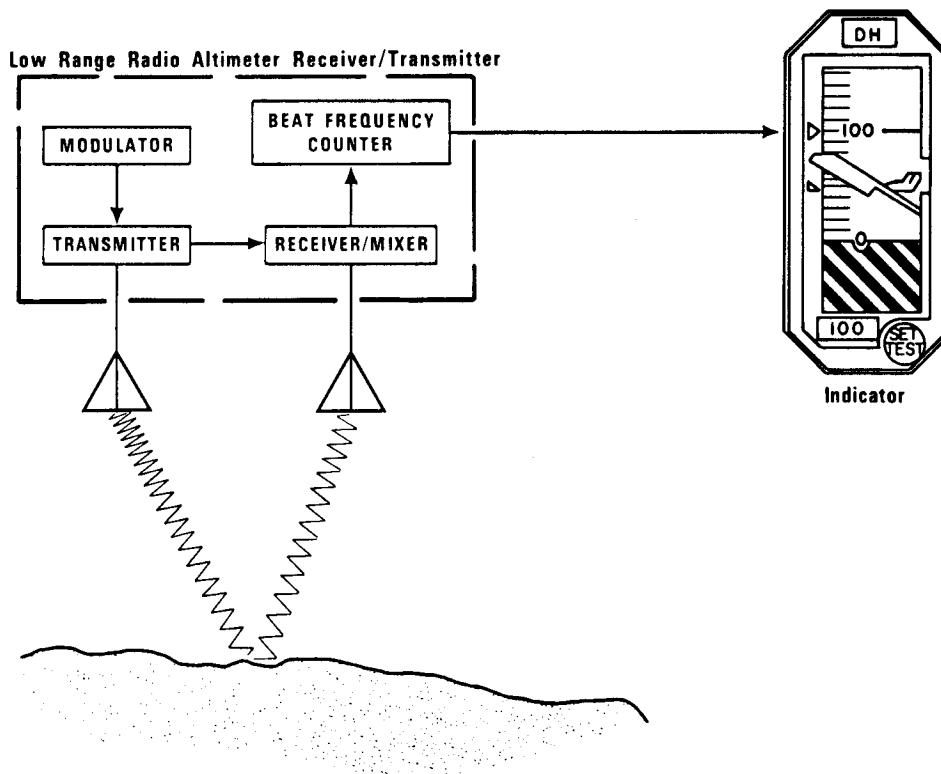 Low Range Radio Altimeter Receiver/Transmitter
MODULATOR
BEAT FREQUENCY
COUNTER
TRANSMITTER
RECEIVER/MIXER
DH
100
0
100
SET
TEST
Indicator